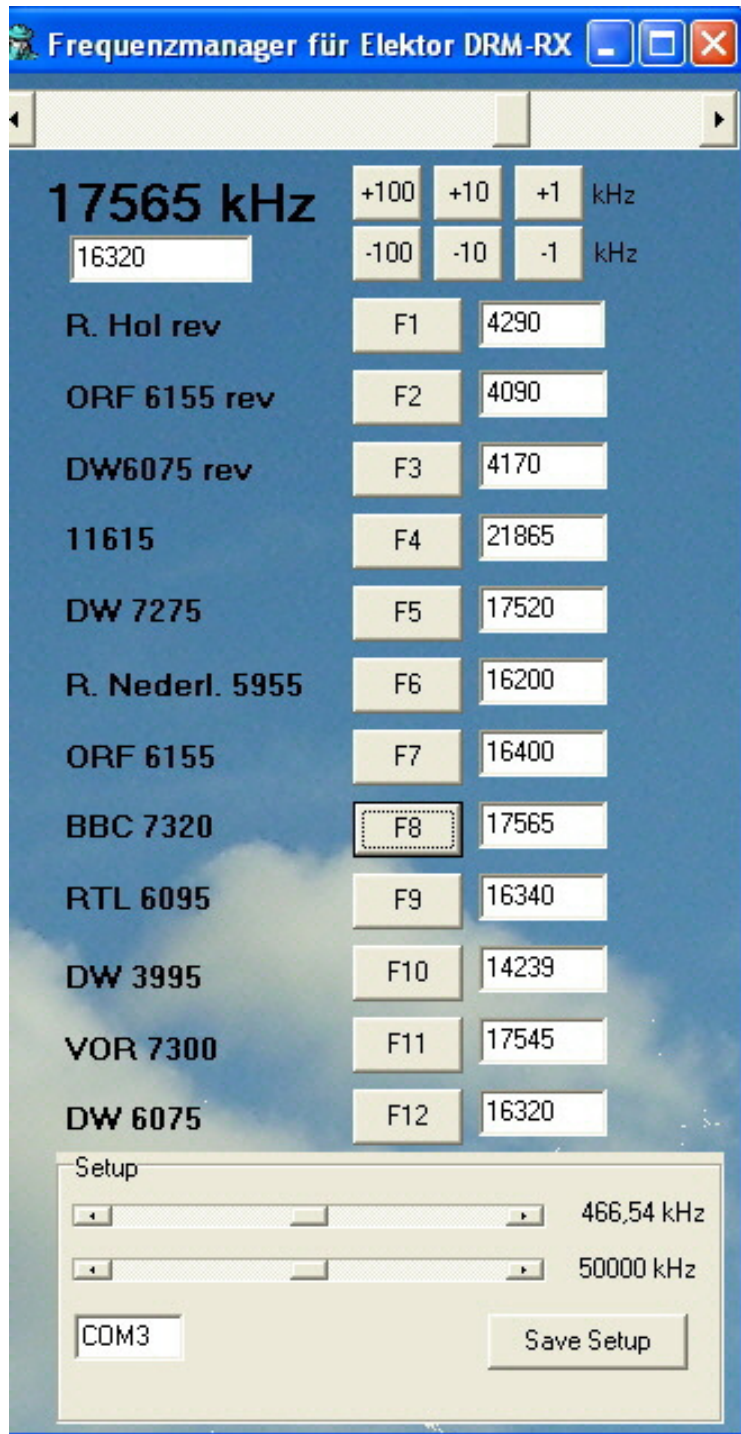 Frequenzmanager für Elektor DRM-RX
17565 kHz +100 +10 +1 kHz
16320 -100 -10 -1 kHz
R. Hol rev F1 4290
ORF 6155 rev F2 4090
DW6075 rev F3 4170
11615 F4 21865
DW 7275 F5 17520
R. Nederl. 5955 F6 16200
ORF 6155 F7 16400
BBC 7320 F8 17565
RTL 6095 F9 16340
DW 3995 F10 14239
VOR 7300 F11 17545
DW 6075 F12 16320
Setup
466,54 kHz
50000 kHz
COM3 Save Setup